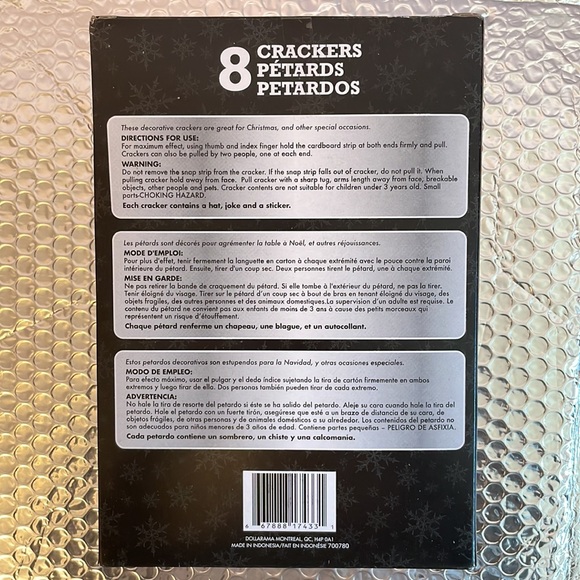 8 CRACKERS
PÉTARDS
PETARDOS
These decorative crackers are great for Christmas, and other special occasions.
DIRECTIONS FOR USE:
For maximum effect, using thumb and index finger hold the cardboard strip at both ends firmly and pull.
Crackers can also be pulled by two people, one at each end.
WARNING:
Do not remove the snap strip from the cracker. If the snap strip falls out of cracker, do not pull it. When
pulling cracker hold away from face. Pull cracker with a sharp tug, arms length away from face, breakable
objects, other people and pets. Cracker contents are not suitable for children under 3 years old. Small
parts-CHOKING HAZARD.
Each cracker contains a hat, joke and a sticker.
Les pétards sont décorés pour agrémenter la table à Noël, et autres réjouissances.
MODE D'EMPLOI:
Pour plus d'effet, tenir fermement la languette en carton à chaque extrémité avec le pouce contre la paroi
intérieure du pétard. Ensuite, tirer d'un coup sec. Deux personnes tirent le pétard, une à chaque extrémité.
MISE EN GARDE:
Ne pas retirer la bande de craquement du pétard. Si elle tombe à l'extérieur du pétard, ne pas la tirer.
Tenir éloigné du visage. Tirer sur le pétard d'un coup sec à bout de bras en tenant éloigné du visage, des
objets fragiles, des autres personnes et des animaux domestiques.La supervision d'un adulte est requise. Le
contenu du pétard ne convient pas aux enfants de moins de 3 ans à cause des petits morceaux qui
représentent un risque d'étouffement.
Chaque pétard renferme un chapeau, une blague, et un autocollant.
Estos petardos decorativos son estupendos para la Navidad, y otras ocasiones especiales.
MODO DE EMPLEO:
Para efecto máximo, usar el pulgar y el dedo índice sujetando la tira de cartón firmemente en ambos
extremos y luego tirar de ella. Dos personas también pueden tirar de cada extremo.
ADVERTENCIA:
No hale la tira de resorte del petardo si éste se ha salido del petardo. Aleje su cara cuando hale la tira del
petardo. Hale el petardo con un fuerte tirón, asegúrese que esté a un brazo de distancia de su cara, de
objetos frágiles, de otras personas y de animales domésticos a su alrededor. Los contenidos del petardo no
son adecuados para niños menores de 3 años de edad. Contiene partes pequeñas – PELIGRO DE ASFIXIA.
Cada petardo contiene un sombrero, un chiste y una calcomanía.
6 67888 17433 1
DOLLARAMA MONTREAL, QC, H4P 0A1
MADE IN INDONESIA/FAIT EN INDONÉSIE 700780